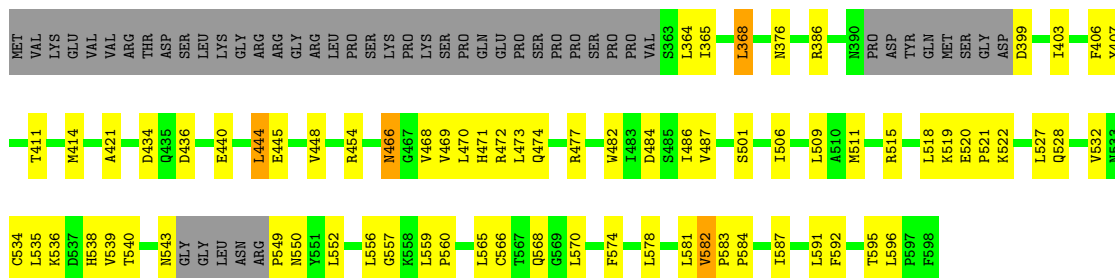 MET VAL LYS GLU VAL VAL ARG THR ASP SER LEU LYS GLY ARG ARG GLY ARG LEU PRO SER LYS PRO LYS SER PRO GLN GLU PRO SER PRO PRO SER PRO PRO VAL S363 L364 I365 L368 N376 R386 N390 PRO ASP TYR GLN MET SER GLY ASP D399 I403 F406 Y407
T411 M414 A421 D434 Q435 D436 E440 L444 E445 V448 R454 N466 G467 V468 V469 L470 H471 R472 L473 Q474 R477 W482 I483 D484 S485 I486 V487 S501 I506 L509 A510 M511 R515 L518 K519 E520 P521 K522 L527 Q528 V532 N533
C534 L535 K536 D537 H538 V539 T540 N543 GLY GLY LEU ASN ARG P549 N550 Y551 L552 L556 G557 K558 L559 P560 L565 C566 T567 Q568 G569 L570 F574 L578 L581 V582 P583 P584 I587 L591 F592 T595 L596 P597 F598